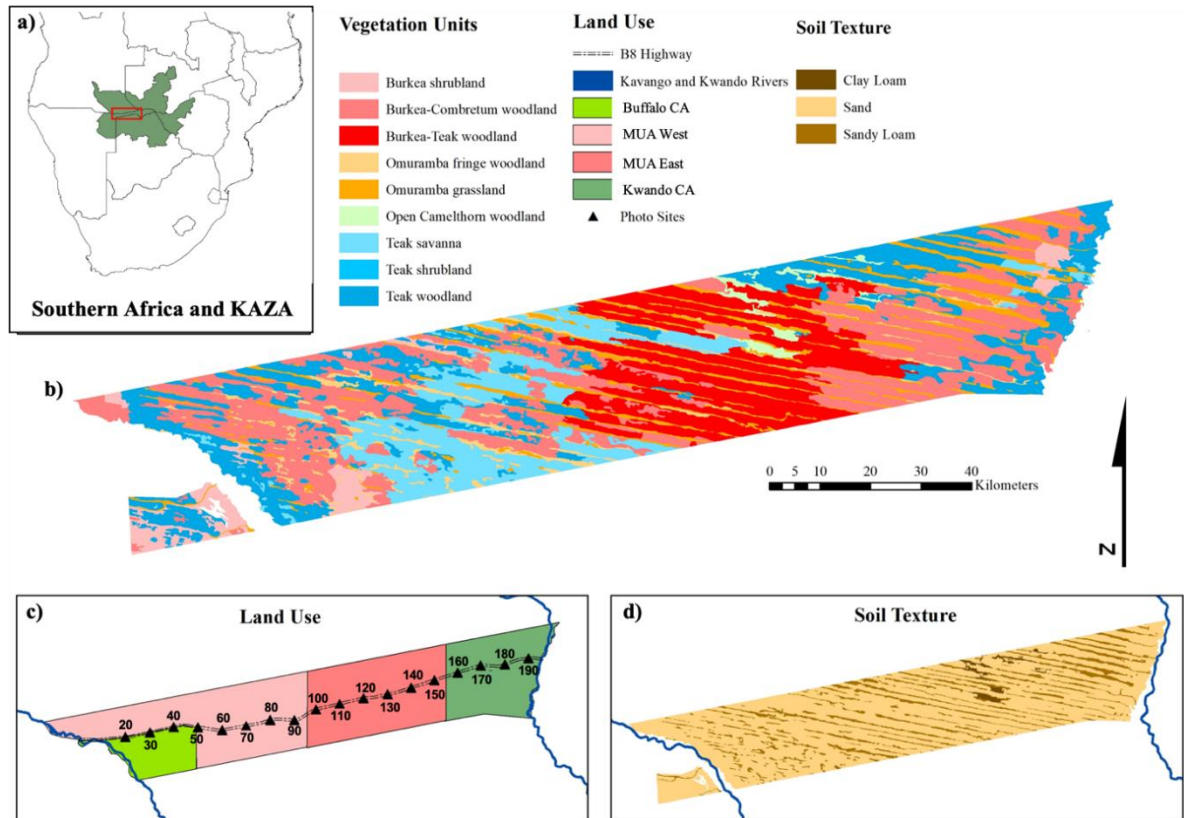 a)
Southern Africa and KAZA
Vegetation Units
Burkea shrubland
Burkea-Combretum woodland
Burkea-Teak woodland
Omuramba fringe woodland
Omuramba grassland
Open Camelthorn woodland
Teak savanna
Teak shrubland
Teak woodland
Land Use
B8 Highway
Kavango and Kwando Rivers
Buffalo CA
MUA West
MUA East
Kwando CA
Photo Sites
Soil Texture
Clay Loam
Sand
Sandy Loam
b)
0 5 10 20 30 40
Kilometers
N
c)
Land Use
20
30
40
50
60
70
80
90
100
110
120
130
140
150
160
170
180
190
d)
Soil Texture